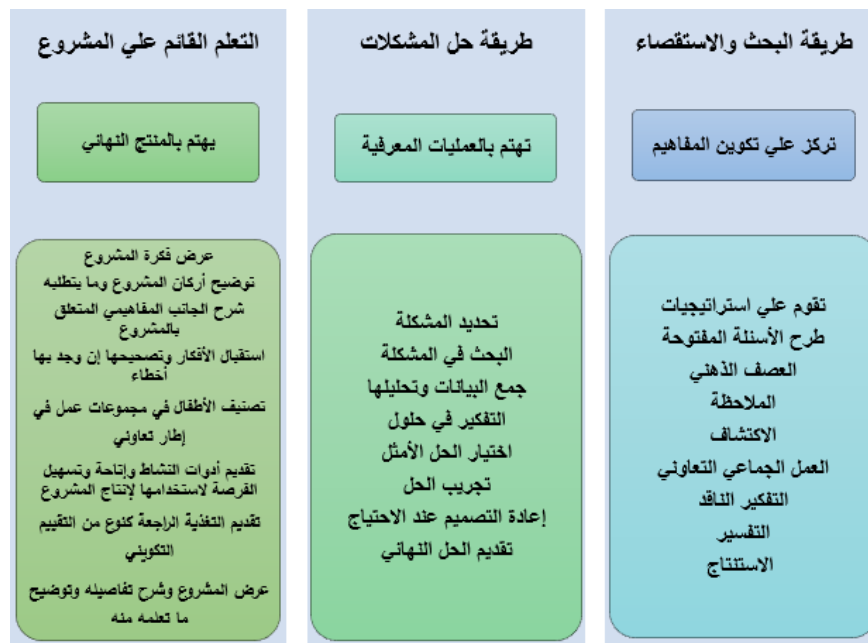 طريقة البحث والاستقصاء
تركز علي تكوين المفاهيم
تقوم علي استراتيجيات
طرح الأسئلة المفتوحة
العصف الذهني
الملاحظة
الاكتشاف
العمل الجماعي التعاوني
التفكير الناقد
التفسير
الاستنتاج
طريقة حل المشكلات
تهتم بالعمليات المعرفية
تحديد المشكلة
البحث في المشكلة
جمع البيانات وتحليلها
التفكير في حلول
اختيار الحل الأمثل
تجريب الحل
إعادة التصميم عند الاحتياج
تقديم الحل النهائي
التعلم القائم علي المشروع
يهتم بالمنتج النهائي
عرض فكرة المشروع
توضيح أركان المشروع وما يتطلبه
شرح الجانب المفاهيمي المتعلق
بالمشروع
استقبال الأفكار وتصحيحها إن وجد بها
أخطاء
تصنيف الأطفال في مجموعات عمل في
إطار تعاوني
تقديم أدوات النشاط وإتاحة وتسهيل
الفرصة لاستخدامها لإنتاج المشروع
تقديم التغذية الراجعة كنوع من التقييم
التكويني
عرض المشروع وشرح تفاصيله وتوضيح
ما تعلمه منه